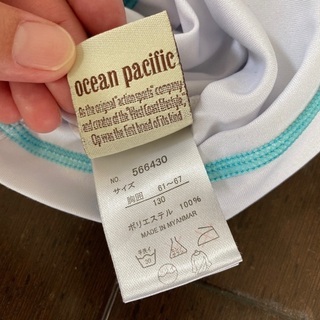 ocean pacific
As the original "action sports" company,
and creator of the "West Coast lifestyle",
Op was the first brand of its kind.
NO. 566430
サイズ
胸囲 61～67
130
ポリエステル 100%
MADE IN MYANMAR